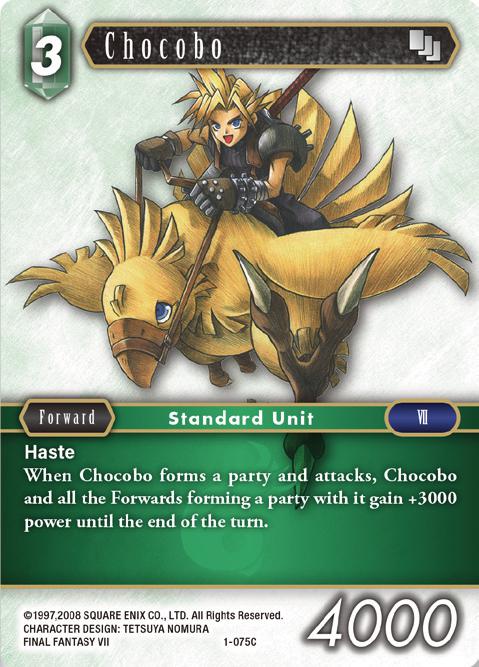 3
Chocobo
Forward
Standard Unit
VII
Haste
When Chocobo forms a party and attacks, Chocobo
and all the Forwards forming a party with it gain +3000
power until the end of the turn.
©1997,2008 SQUARE ENIX CO., LTD. All Rights Reserved.
CHARACTER DESIGN: TETSUYA NOMURA
FINAL FANTASY VII
1-075C
4000